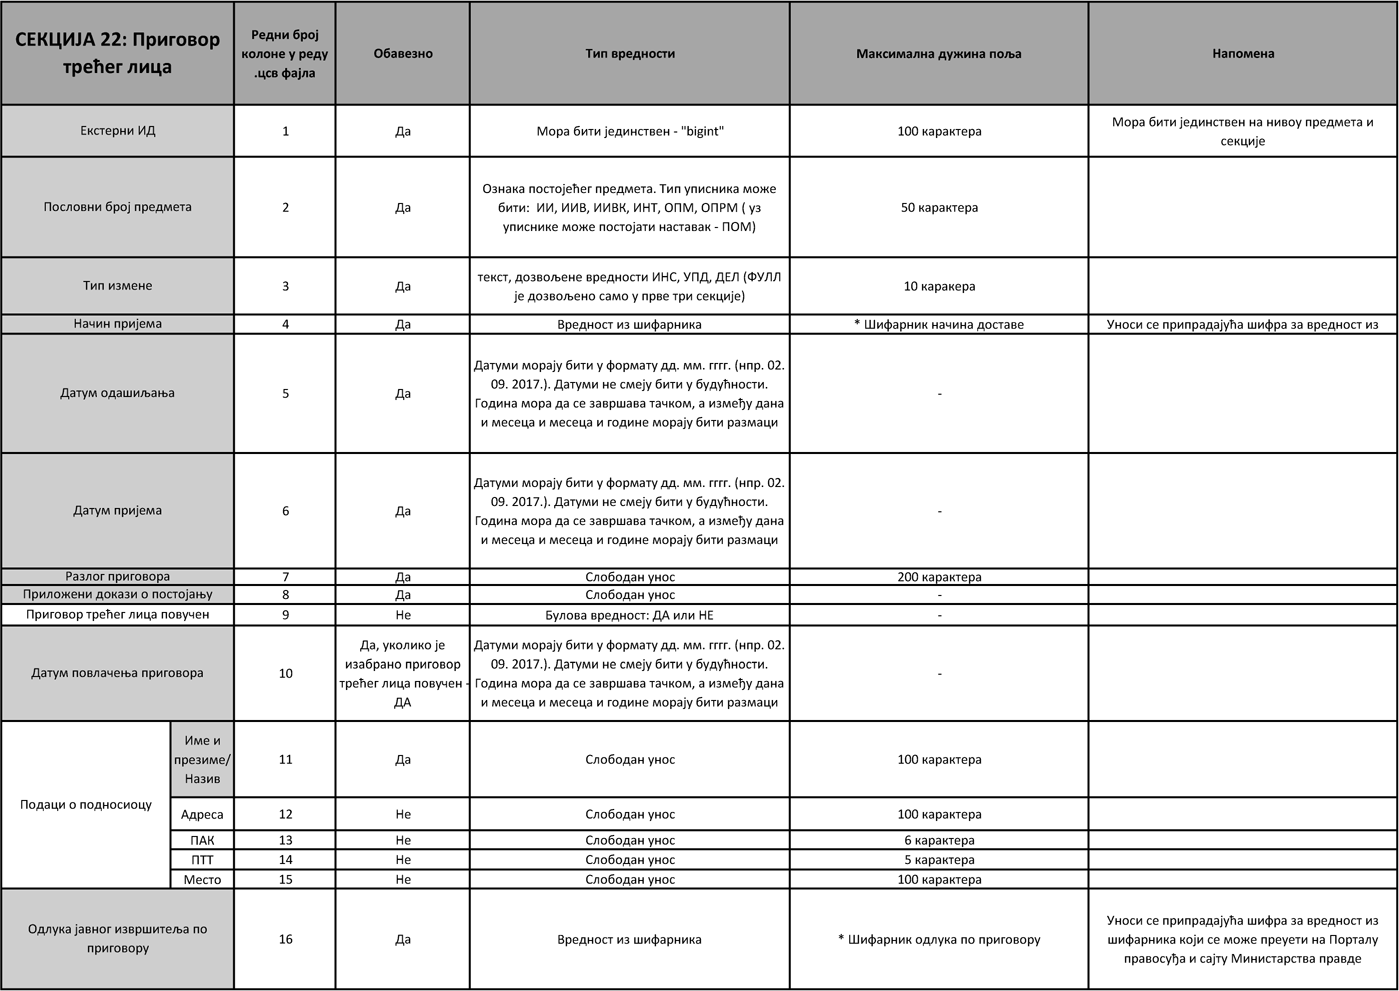 СЕКЦИЈА 22: Приговор
трећег лица
Редни број
колоне у реду
.цсв фајла
Обавезно
Тип вредности
Максимална дужина поља
Напомена
Екстерни ИД
1
Да
Мора бити јединствен - "bigint"
100 карактера
Мора бити јединствен на нивоу предмета и
секције
Пословни број предмета
2
Да
Ознака постојећег предмета. Тип уписника може
бити:  ИИ, ИИВ, ИИВК, ИНТ, ОПМ, ОПРМ ( уз
уписнике може постојати наставак - ПОМ)
50 карактера
Тип измене
3
Да
текст, дозвољене вредности ИНС, УПД, ДЕЛ (ФУЛЛ
је дозвољено само у прве три секције)
10 каракера
Начин пријема
4
Да
Вредност из шифарника
* Шифарник начина доставе
Уноси се припрадајућа шифра за вредност из
Датум одашиљања
5
Да
Датуми морају бити у формату дд. мм. гггг. (нпр. 02.
09. 2017.). Датуми не смеју бити у будућности.
Година мора да се завршава тачком, а између дана
и месеца и месеца и године морају бити размаци
-
Датум пријема
6
Да
Датуми морају бити у формату дд. мм. гггг. (нпр. 02.
09. 2017.). Датуми не смеју бити у будућности.
Година мора да се завршава тачком, а између дана
и месеца и месеца и године морају бити размаци
-
Разлог приговора
7
Да
Слободан унос
200 карактера
Приложени докази о постојању
8
Да
Слободан унос
-
Приговор трећег лица повучен
9
Не
Булова вредност: ДА или НЕ
-
Датум повлачења приговора
10
Да, уколико је
изабрано приговор
трећег лица повучен -
ДА
Датуми морају бити у формату дд. мм. гггг. (нпр. 02.
09. 2017.). Датуми не смеју бити у будућности.
Година мора да се завршава тачком, а између дана
и месеца и месеца и године морају бити размаци
-
Подаци о подносиоцу
Име и
презиме/
Назив
11
Да
Слободан унос
100 карактера
Адреса
12
Не
Слободан унос
100 карактера
ПАК
13
Не
Слободан унос
6 карактера
ПТТ
14
Не
Слободан унос
5 карактера
Место
15
Не
Слободан унос
100 карактера
Одлука јавног извршитеља по
приговору
16
Да
Вредност из шифарника
* Шифарник одлука по приговору
Уноси се припрадајућа шифра за вредност из
шифарника који се може преуети на Порталу
правосуђа и сајту Министарства правде